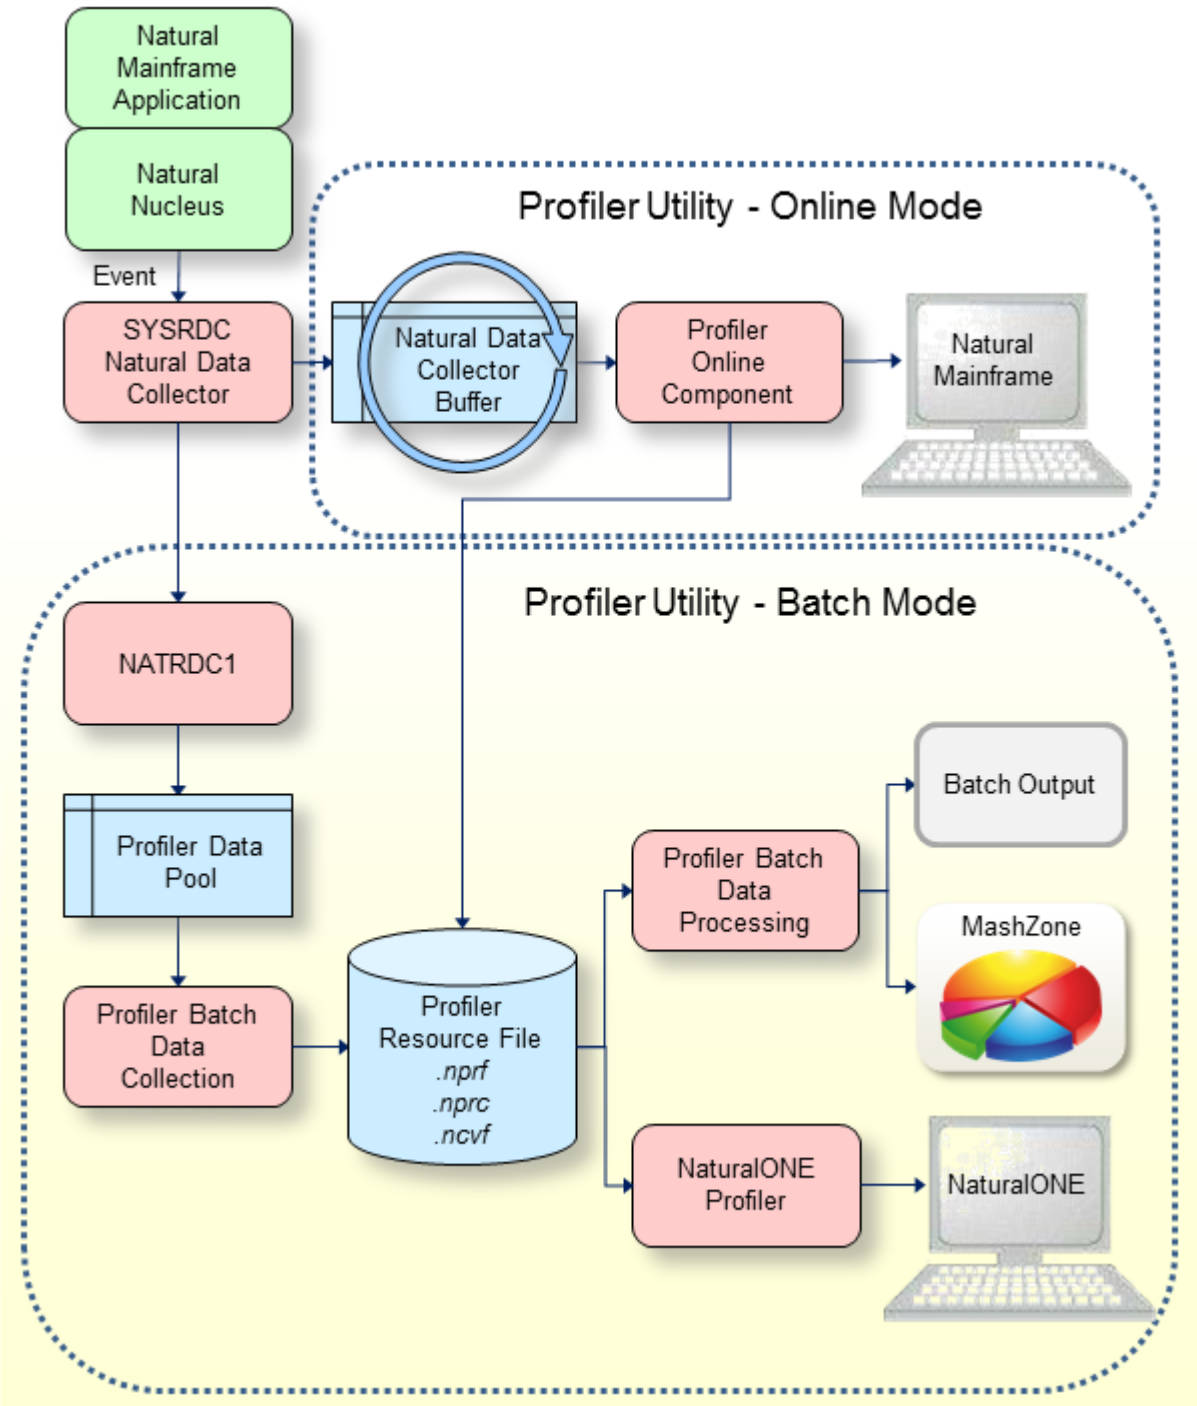 Natural
Mainframe
Application
Natural
Nucleus
Event
Profiler Utility - Online Mode
SYSRDC
Natural Data
Collector
Natural Data
Collector
Buffer
Profiler
Online
Component
Natural
Mainframe
Profiler Utility - Batch Mode
NATRDC1
Profiler Data
Pool
Profiler Batch
Data
Collection
Profiler
Resource File
.nprf
.nprc
.ncvf
Profiler Batch
Data
Processing
Batch Output
MashZone
NaturalONE
Profiler
NaturalONE